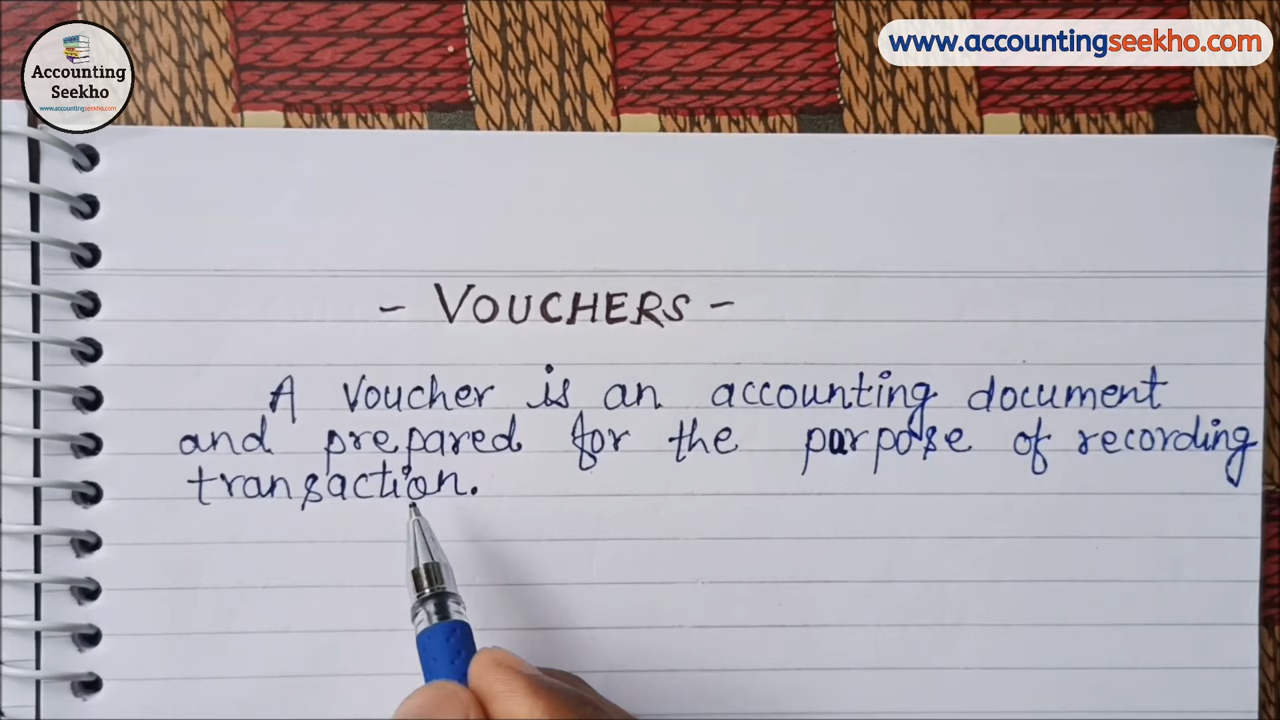 Accounting
Seekho
www.accountingseekho.com
www.accountingseekho.com
- VOUCHERS -
A Voucher is an accounting document
and prepared for the purpose of recording
transaction.